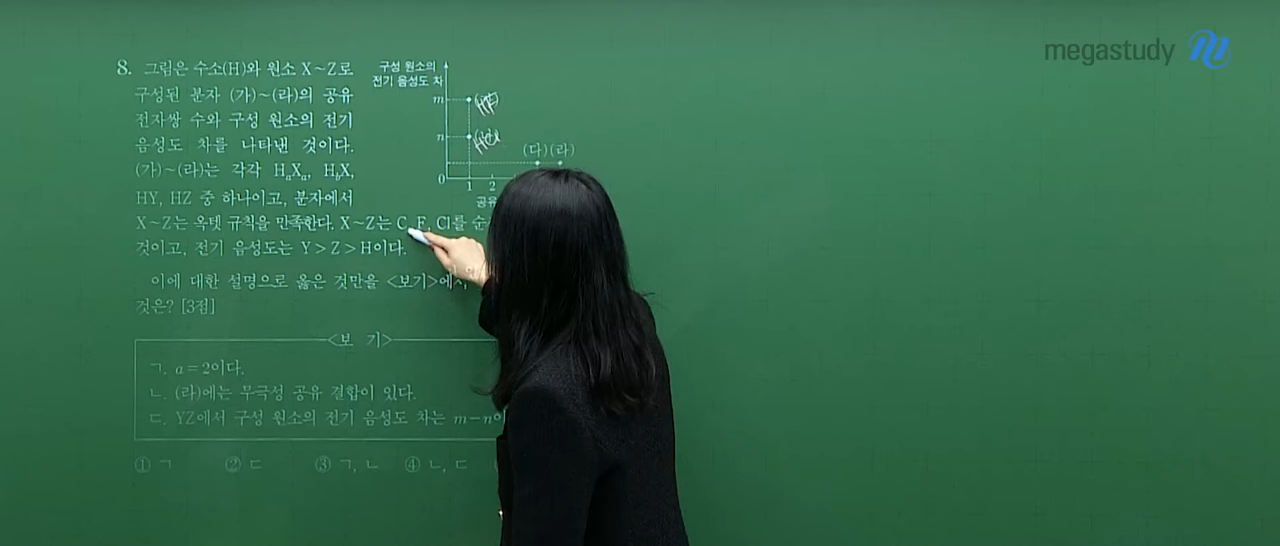 megastudy
8. 그림은 수소(H)와 원소 X~Z로
구성된 분자 (가)~(라)의 공유
전자쌍 수와 구성 원소의 전기
음성도 차를 나타낸 것이다.
(가)~(라)는 각각 HₐXₐ, H_bX,
HY, HZ 중 하나이고, 분자에서
X~Z는 옥텟 규칙을 만족한다. X~Z는 C, F, Cl를 순
것이고, 전기 음성도는 Y>Z>H이다.
구성 원소의
전기 음성도 차
m
HF
n
HCl
(다)(라)
0 1 2
공유
이에 대한 설명으로 옳은 것만을 <보기>에서
것은? [3점]
<보 기>
ㄱ. a=2이다.
ㄴ. (라)에는 무극성 공유 결합이 있다.
ㄷ. YZ에서 구성 원소의 전기 음성도 차는 m-n이
① ㄱ ② ㄷ ③ ㄱ, ㄴ ④ ㄴ, ㄷ